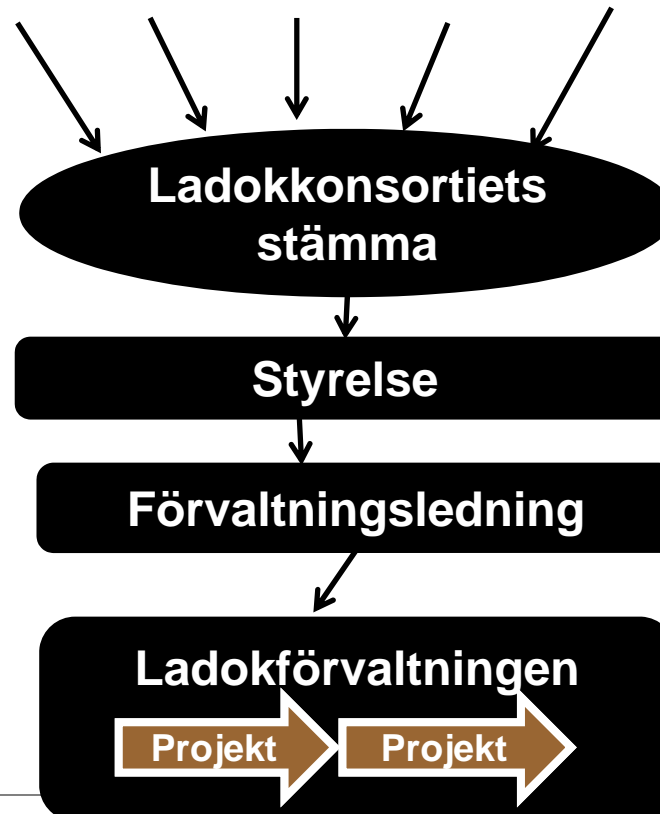 Ladokkonsortiets
stämma
Styrelse
Förvaltningsledning
Ladokförvaltningen
Projekt
Projekt